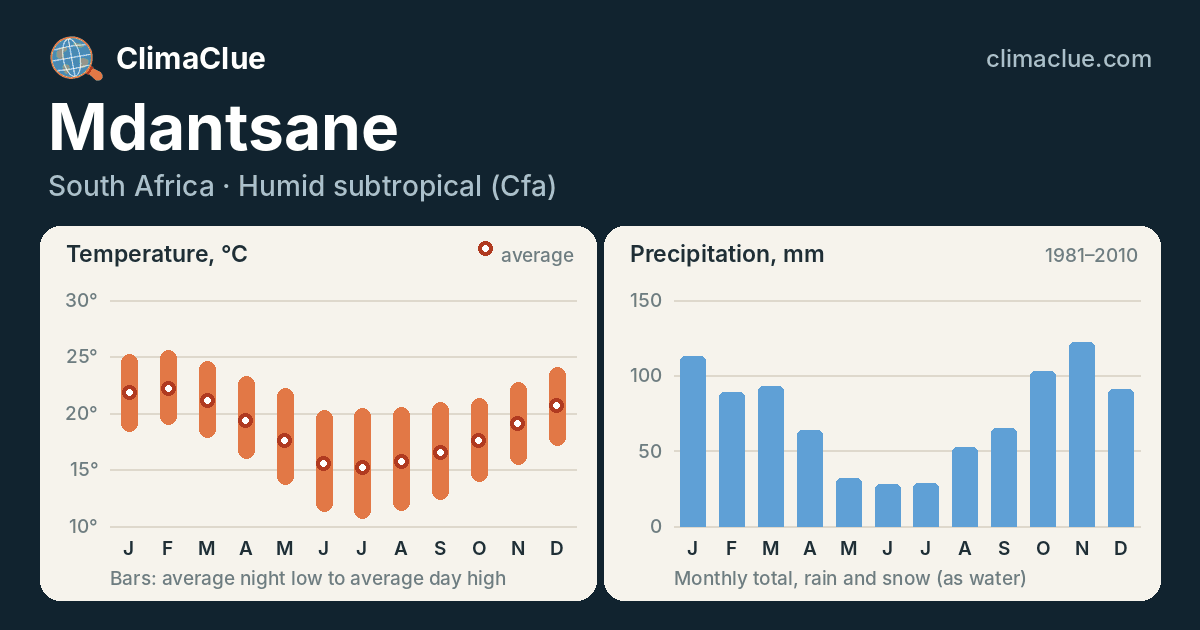 ClimaClue
climaclue.com
Mdantsane
South Africa · Humid subtropical (Cfa)
Temperature, °C
average
30°
25°
20°
15°
10°
J F M A M J J A S O N D
Bars: average night low to average day high
Precipitation, mm
1981–2010
150
100
50
0
J F M A M J J A S O N D
Monthly total, rain and snow (as water)